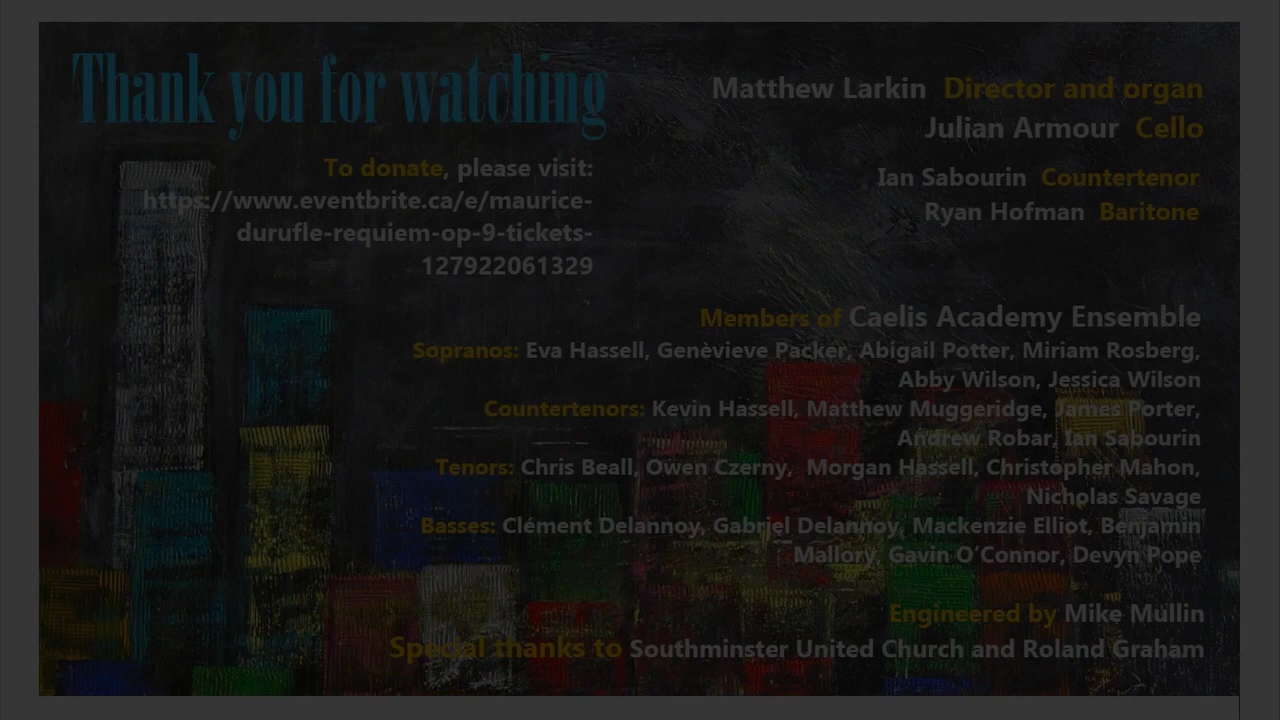 Thank you for watching
To donate, please visit:
https://www.eventbrite.ca/e/maurice-
durufle-requiem-op-9-tickets-
127922061329
Matthew Larkin Director and organ
Julian Armour Cello
Ian Sabourin Countertenor
Ryan Hofman Baritone
Members of Caelis Academy Ensemble
Sopranos: Eva Hassell, Genèvieve Packer, Abigail Potter, Miriam Rosberg,
Abby Wilson, Jessica Wilson
Countertenors: Kevin Hassell, Matthew Muggeridge, James Porter,
Andrew Robar, Ian Sabourin
Tenors: Chris Beall, Owen Czerny, Morgan Hassell, Christopher Mahon,
Nicholas Savage
Basses: Clément Delannoy, Gabriel Delannoy, Mackenzie Elliot, Benjamin
Mallory, Gavin O'Connor, Devyn Pope
Engineered by Mike Mullin
Special thanks to Southminster United Church and Roland Graham